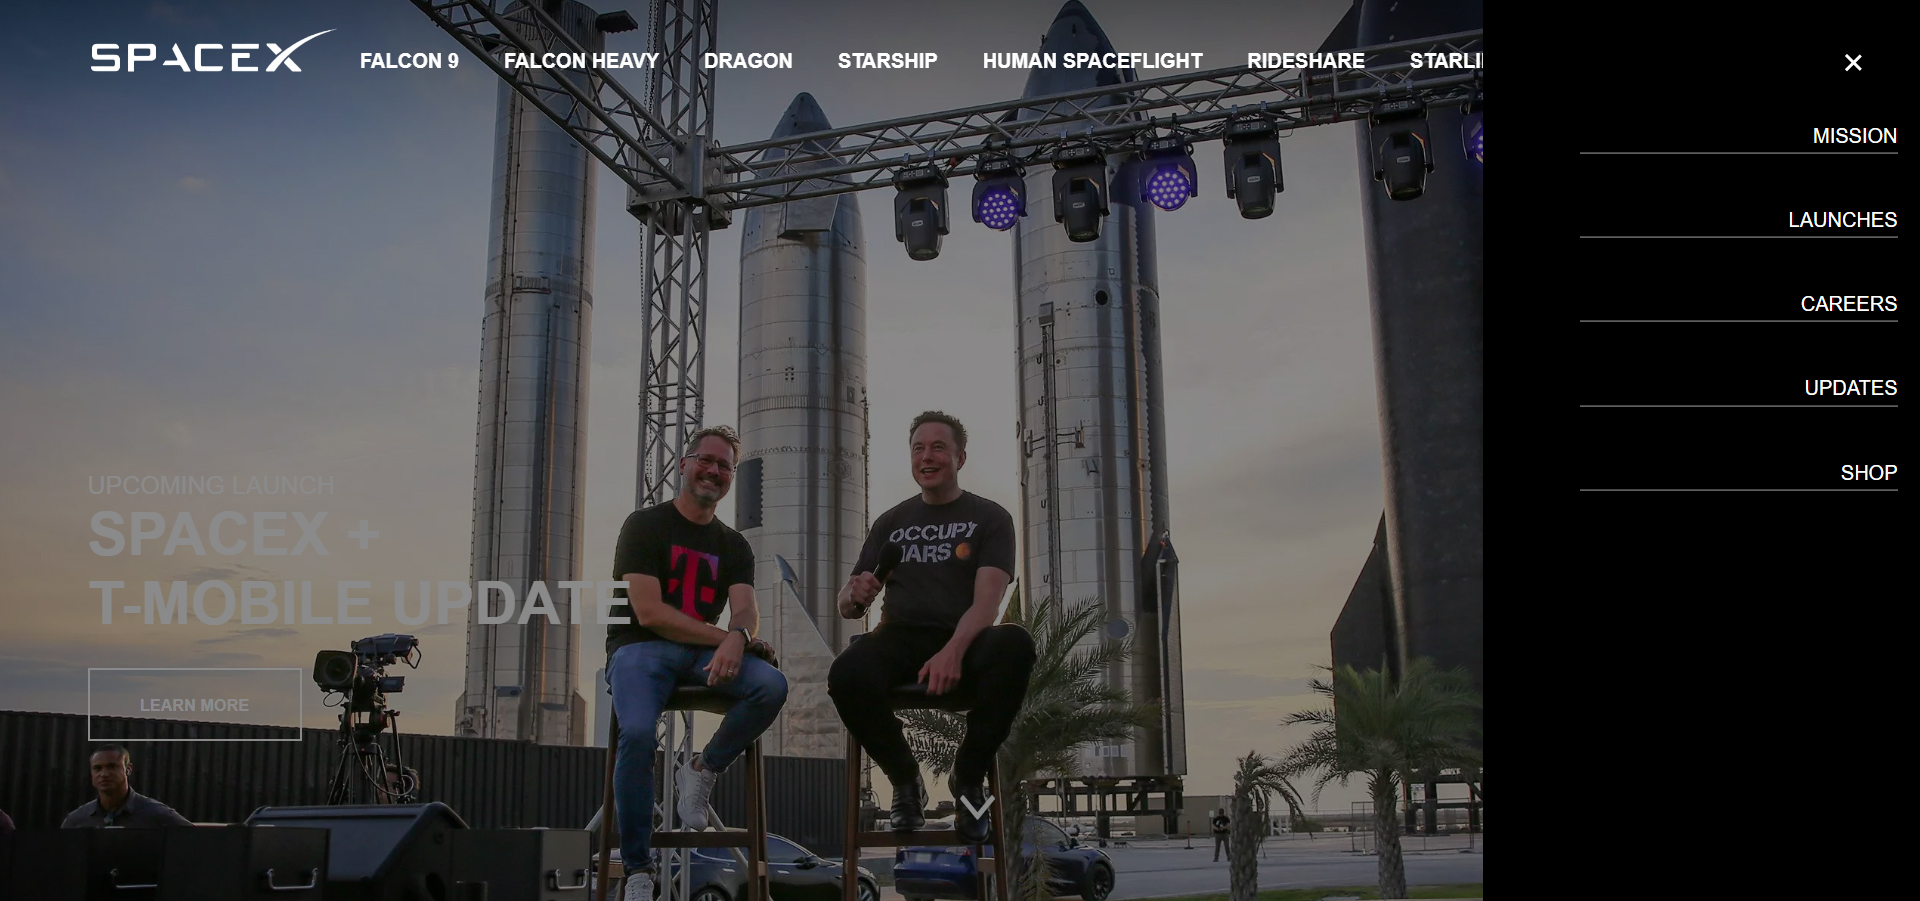 SPACEX
FALCON 9
FALCON HEAVY
DRAGON
STARSHIP
HUMAN SPACEFLIGHT
RIDESHARE
STARLI
MISSION
LAUNCHES
CAREERS
UPDATES
SHOP
UPCOMING LAUNCH
SPACEX +
T-MOBILE UPDATE
LEARN MORE
T
OCCUPY
MARS